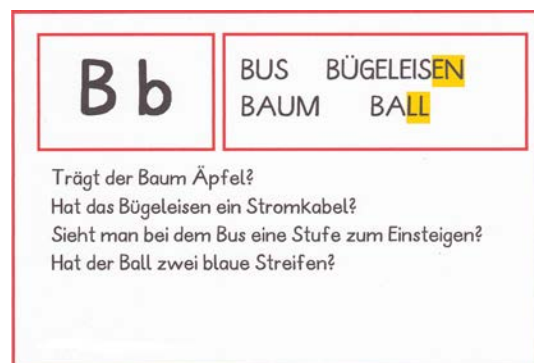 B b
BUS BÜGELEISEN
BAUM BALL
Trägt der Baum Äpfel?
Hat das Bügeleisen ein Stromkabel?
Sieht man bei dem Bus eine Stufe zum Einsteigen?
Hat der Ball zwei blaue Streifen?